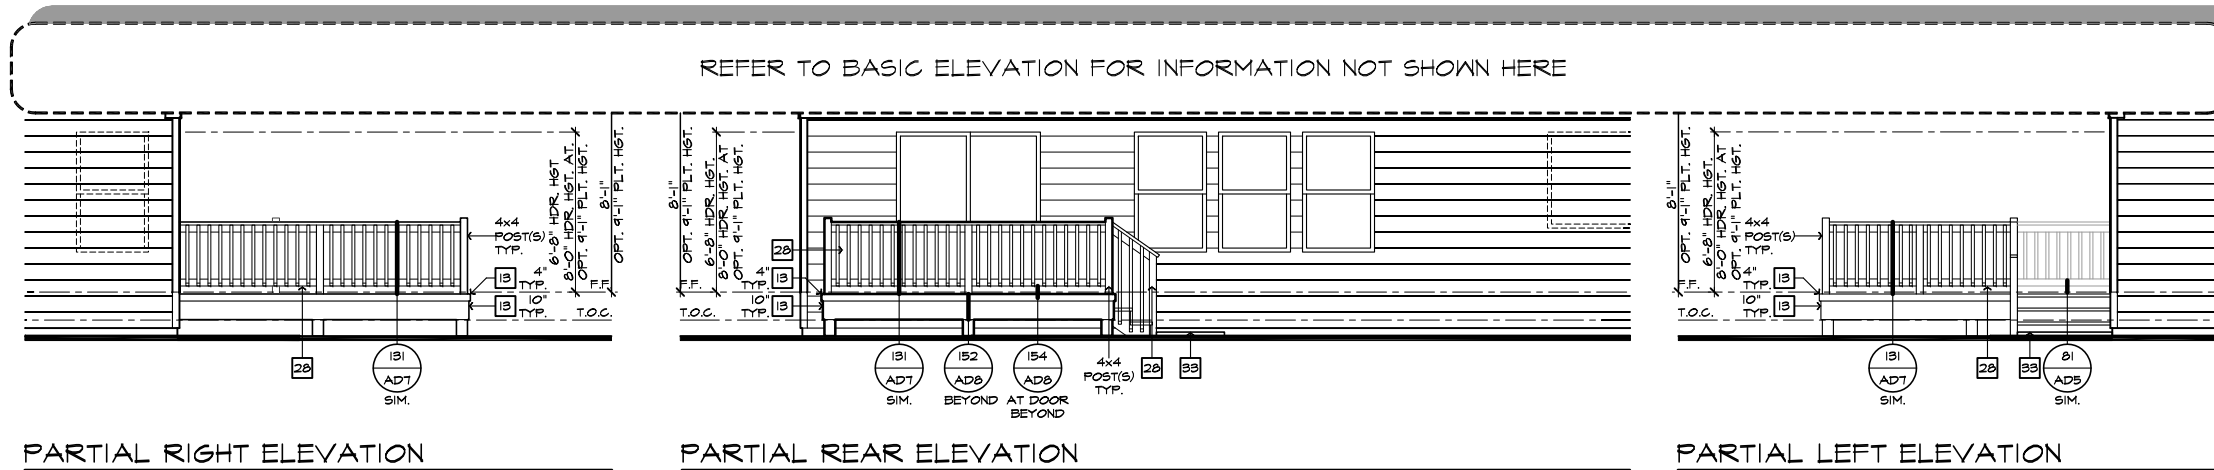 REFER TO BASIC ELEVATION FOR INFORMATION NOT SHOWN HERE
4x4
POST(S)
TYP.
13
4"
TYP.
13
10"
TYP.
6'-8" HDR. HGT
8'-0" HDR. HGT. AT.
OPT. 9'-1" PLT. HGT.
8'-1"
OPT. 9'-1" PLT. HGT.
F.F.
T.O.C.
28
131
AD7
SIM.
PARTIAL RIGHT ELEVATION
8'-1"
OPT. 9'-1" PLT. HGT.
6'-8" HDR. HGT.
8'-0" HDR. HGT. AT
OPT. 9'-1" PLT. HGT.
F.F.
T.O.C.
28
4"
TYP.
13
10"
TYP.
13
131
AD7
SIM.
152
AD8
BEYOND
154
AD8
AT DOOR
BEYOND
4x4
POST(S)
TYP.
28
33
PARTIAL REAR ELEVATION
8'-1"
OPT. 9'-1" PLT. HGT.
6'-8" HDR. HGT.
8'-0" HDR. HGT. AT
OPT. 9'-1" PLT. HGT.
F.F.
T.O.C.
4x4
POST(S)
TYP.
4"
TYP.
13
10"
TYP.
13
131
AD7
SIM.
28
33
81
AD5
SIM.
PARTIAL LEFT ELEVATION